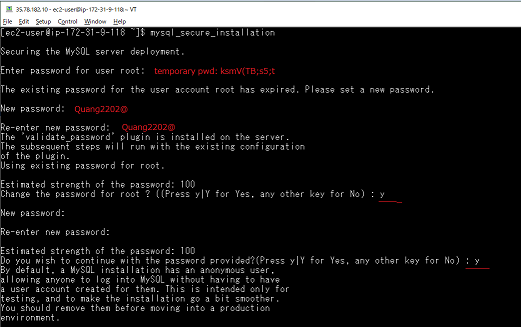 35.78.182.10 - ec2-user@ip-172-31-9-118:~ VT
File Edit Setup Control Window Help
[ec2-user@ip-172-31-9-118 ~]$ mysql_secure_installation
Securing the MySQL server deployment.
Enter password for user root: temporary pwd: ksmV(TB;s5;t
The existing password for the user account root has expired. Please set a new password.
New password: Quang2202@
Re-enter new password: Quang2202@
The 'validate_password' plugin is installed on the server.
The subsequent steps will run with the existing configuration
of the plugin.
Using existing password for root.
Estimated strength of the password: 100
Change the password for root ? ((Press y|Y for Yes, any other key for No) : y
New password:
Re-enter new password:
Estimated strength of the password: 100
Do you wish to continue with the password provided?(Press y|Y for Yes, any other key for No) : y
By default, a MySQL installation has an anonymous user,
allowing anyone to log into MySQL without having to have
a user account created for them. This is intended only for
testing, and to make the installation go a bit smoother.
You should remove them before moving into a production
environment.